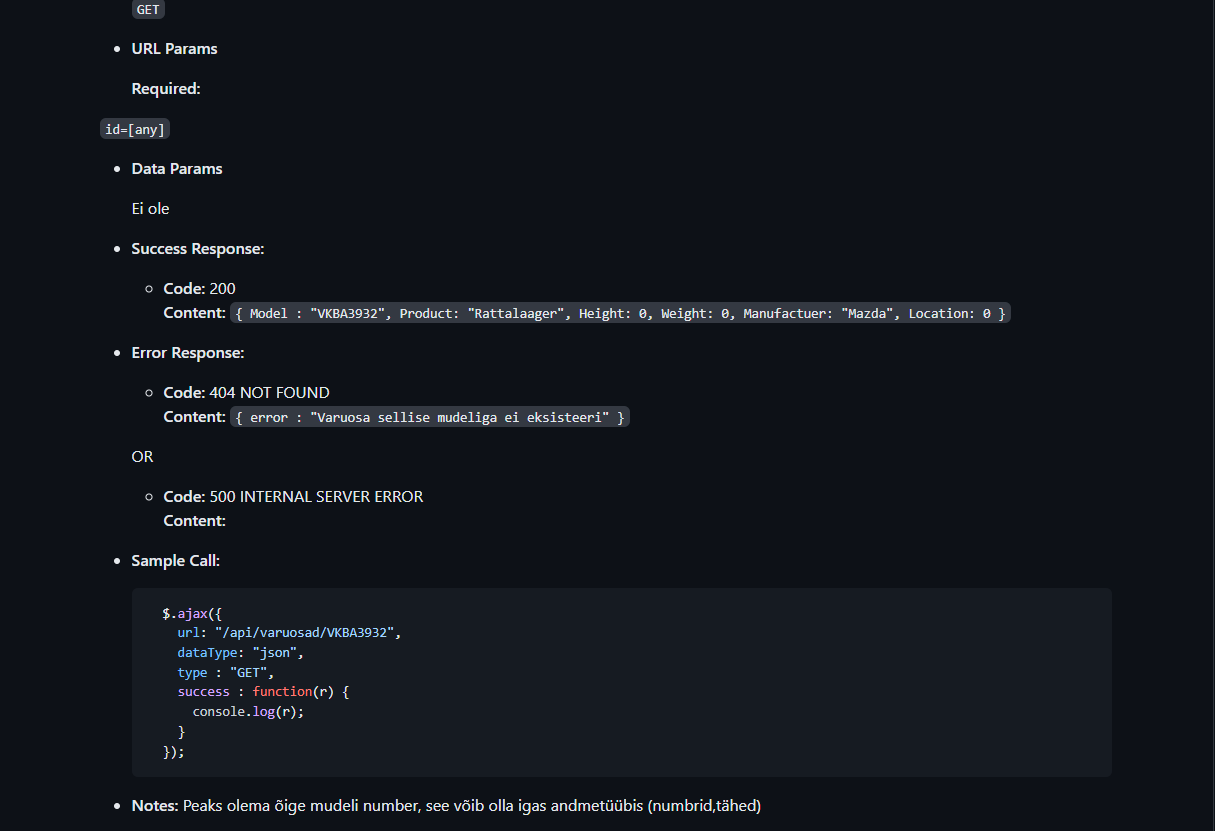 GET
URL Params
Required:
id=[any]
Data Params
Ei ole
Success Response:
Code: 200
Content: { Model : "VKBA3932", Product: "Rattalaager", Height: 0, Weight: 0, Manufactuer: "Mazda", Location: 0 }
Error Response:
Code: 404 NOT FOUND
Content: { error : "Varuosa sellise mudeliga ei eksisteeri" }
OR
Code: 500 INTERNAL SERVER ERROR
Content:
Sample Call:
$.ajax({
url: "/api/varuosad/VKBA3932",
dataType: "json",
type : "GET",
success : function(r) {
console.log(r);
}
});
Notes: Peaks olema õige mudeli number, see võib olla igas andmetüübis (numbrid,tähed)